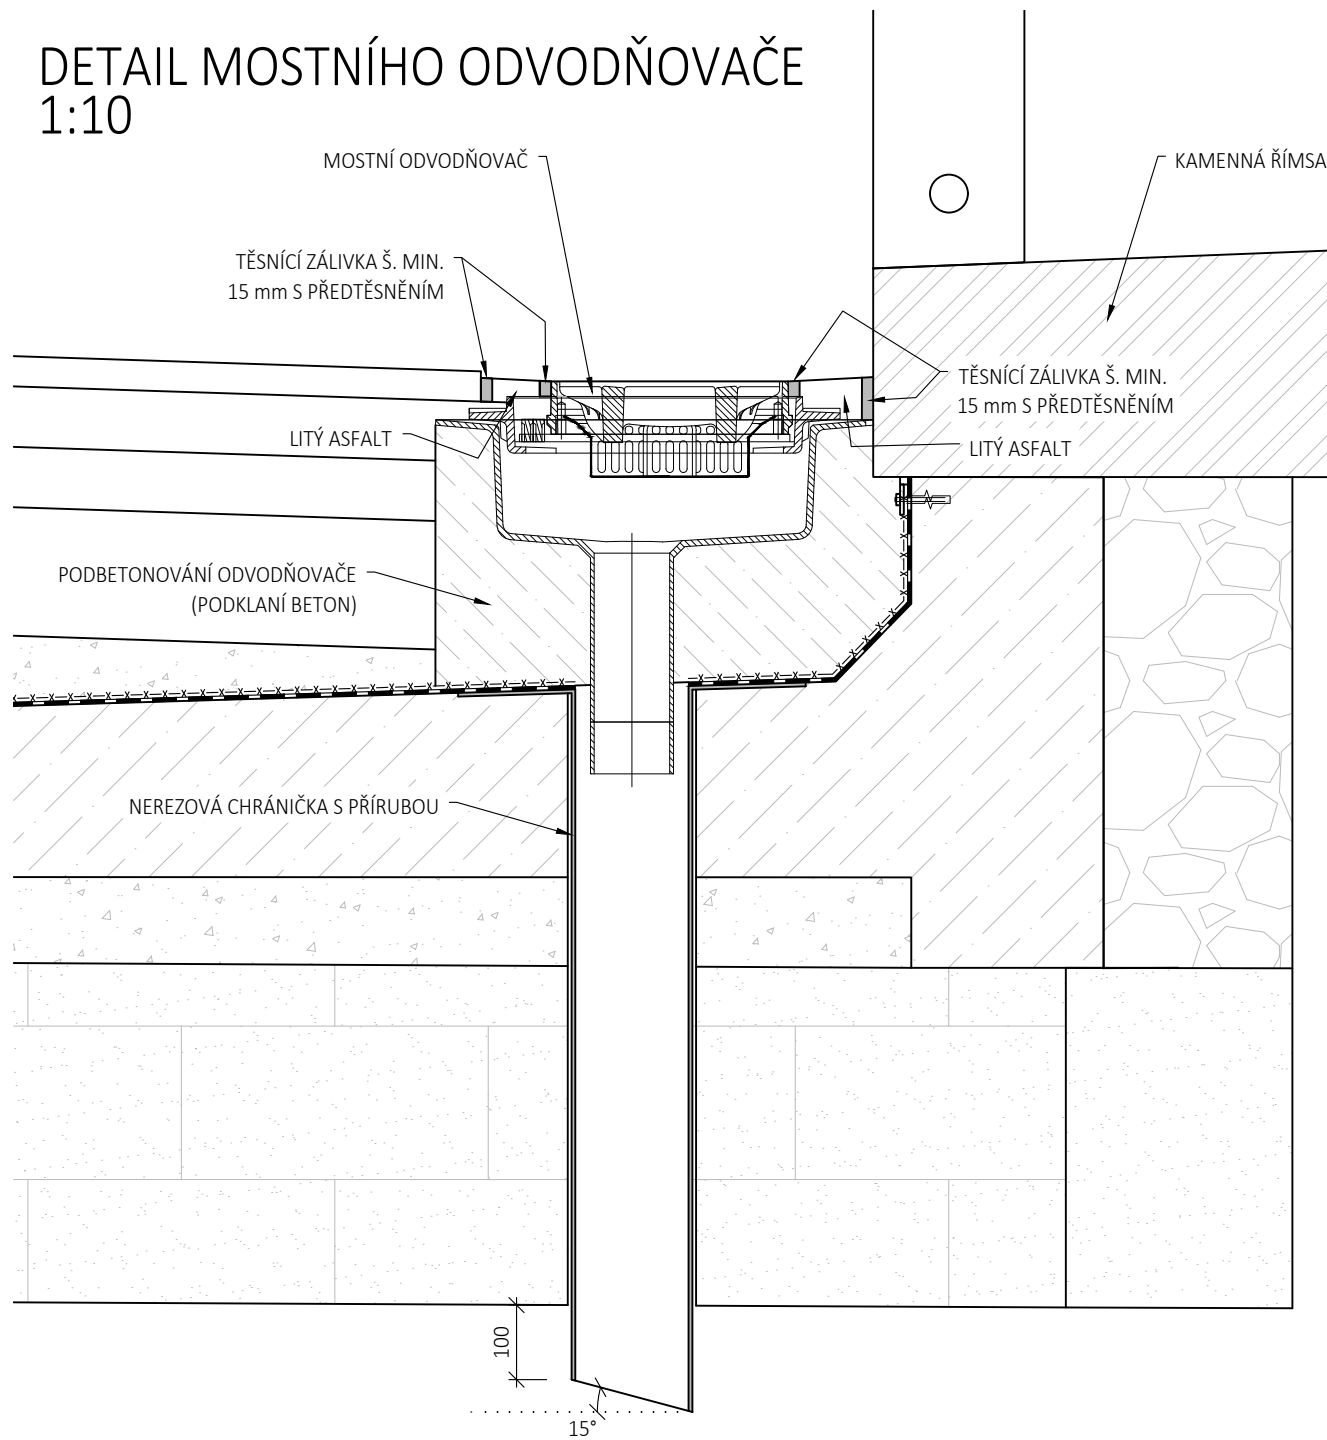 DETAIL MOSTNÍHO ODVODŇOVAČE
1:10
MOSTNÍ ODVODŇOVAČ
KAMENNÁ ŘÍMSA
TĚSNÍCÍ ZÁLIVKA Š. MIN.
15 mm S PŘEDTĚSNĚNÍM
TĚSNÍCÍ ZÁLIVKA Š. MIN.
15 mm S PŘEDTĚSNĚNÍM
LITÝ ASFALT
LITÝ ASFALT
PODBETONOVÁNÍ ODVODŇOVAČE
(PODKLANÍ BETON)
NEREZOVÁ CHRÁNIČKA S PŘÍRUBOU
100
15°